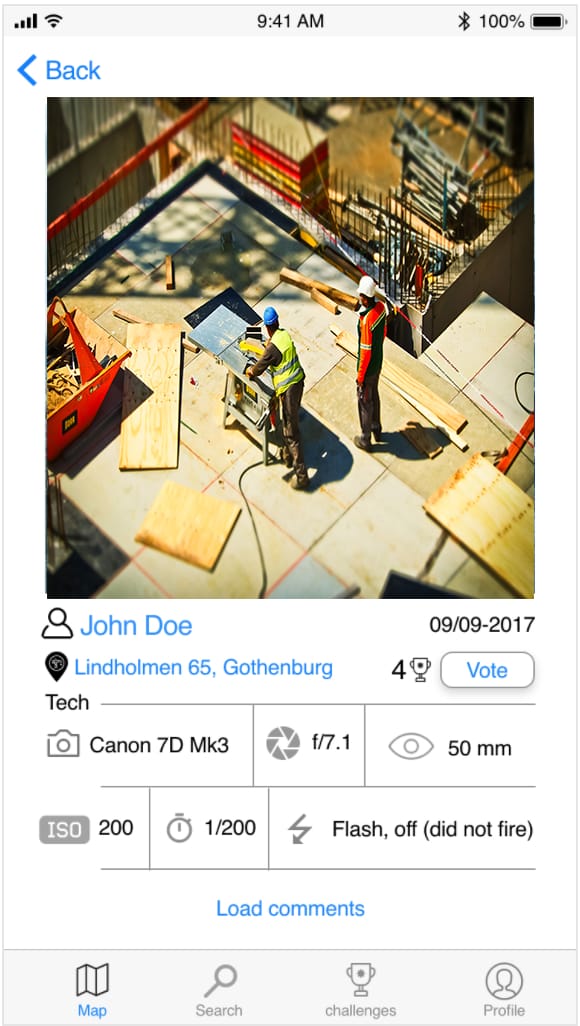 9:41 AM 100%
Back
John Doe 09/09-2017
Lindholmen 65, Gothenburg 4 Vote
Tech
Canon 7D Mk3 f/7.1 50 mm
ISO 200 1/200 Flash, off (did not fire)
Load comments
Map Search challenges Profile